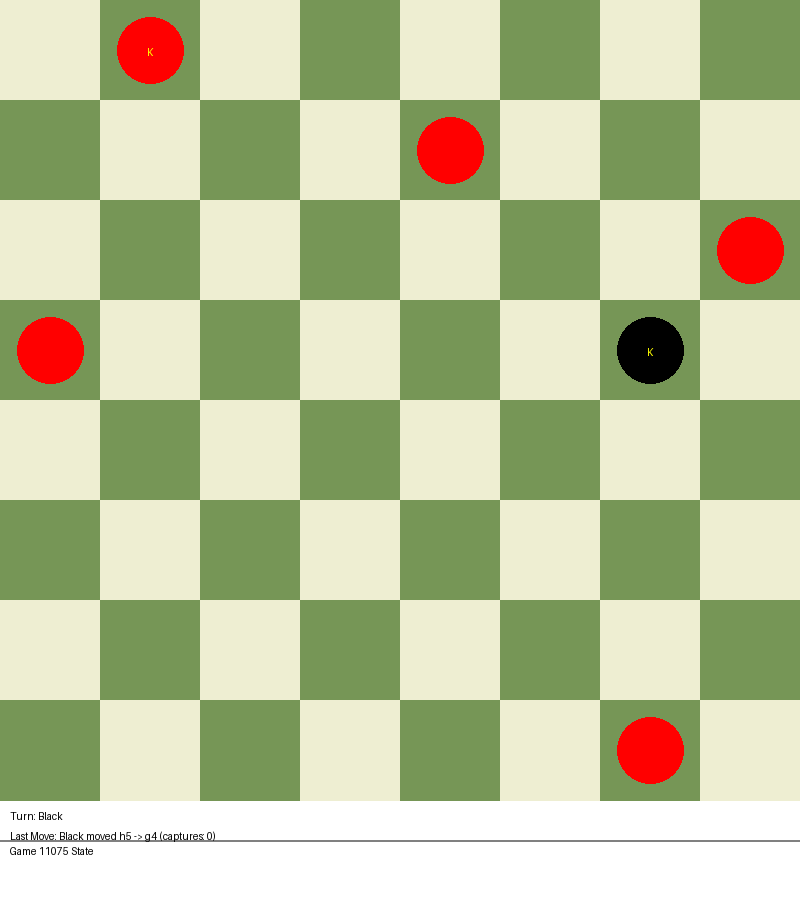 K
K
Turn: Black
Last Move: Black moved h5 -> g4 (captures: 0)
Game 11075 State